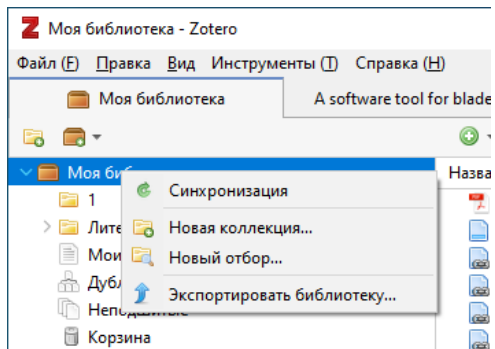 Моя библиотека - Zotero
Файл (F) Правка Вид Инструменты (T) Справка (H)
Моя библиотека A software tool for blade
Моя биб Назва
1 Синхронизация
Лите Новая коллекция...
Мои Новый отбор...
Дубл
Неподшитые Экспортировать библиотеку...
Корзина